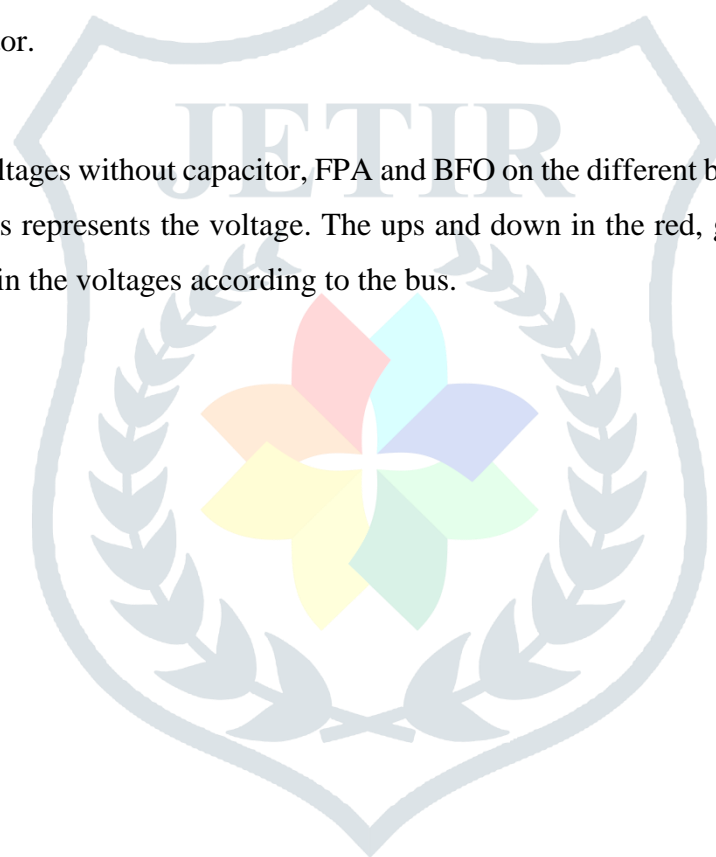 or.
JETIR
ltages without capacitor, FPA and BFO on the different b
s represents the voltage. The ups and down in the red, g
in the voltages according to the bus.